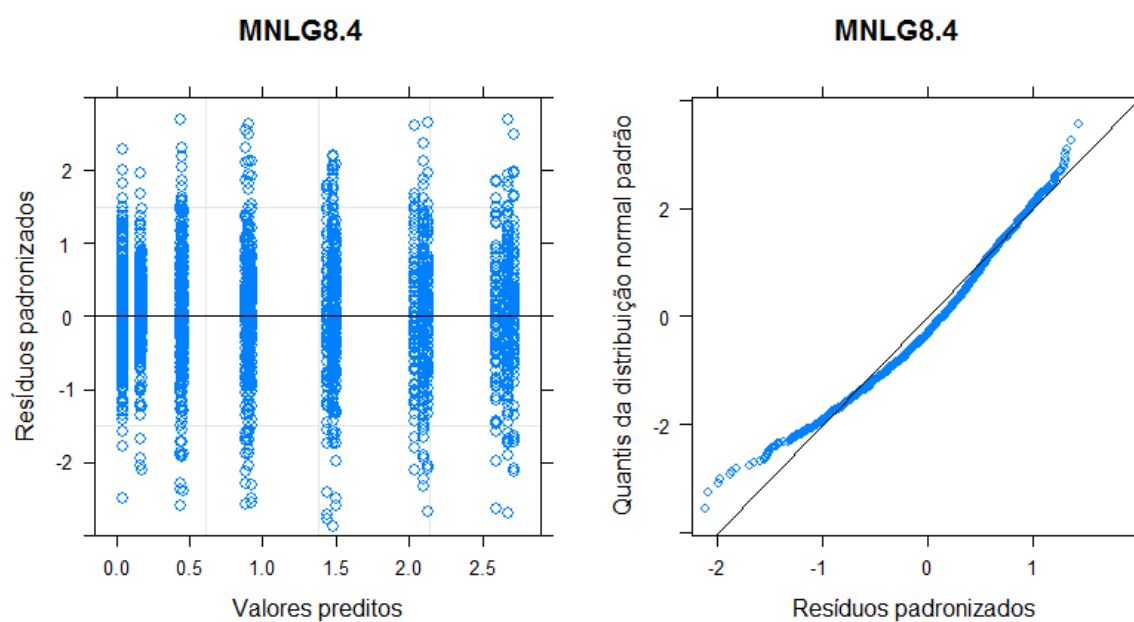 MNLG8.4
Resíduos padronizados
2
1
0
-1
-2
0.0 0.5 1.0 1.5 2.0 2.5
Valores preditos
MNLG8.4
Quantis da distribuição normal padrão
2
0
-2
-2 -1 0 1
Resíduos padronizados